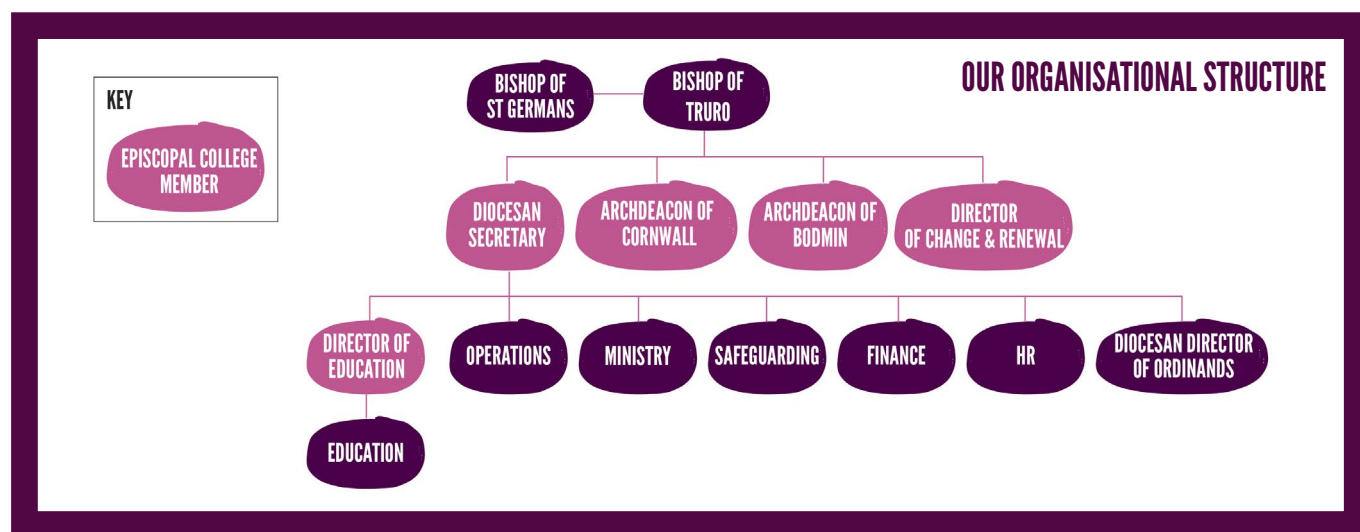 OUR ORGANISATIONAL STRUCTURE
KEY
EPISCOPAL COLLEGE
MEMBER
BISHOP OF
ST GERMANS
BISHOP OF
TRURO
DIOCESAN
SECRETARY
ARCHDEACON OF
CORNWALL
ARCHDEACON OF
BODMIN
DIRECTOR
OF CHANGE & RENEWAL
DIRECTOR OF
EDUCATION
OPERATIONS
MINISTRY
SAFEGUARDING
FINANCE
HR
DIOCESAN DIRECTOR
OF ORDINANDS
EDUCATION